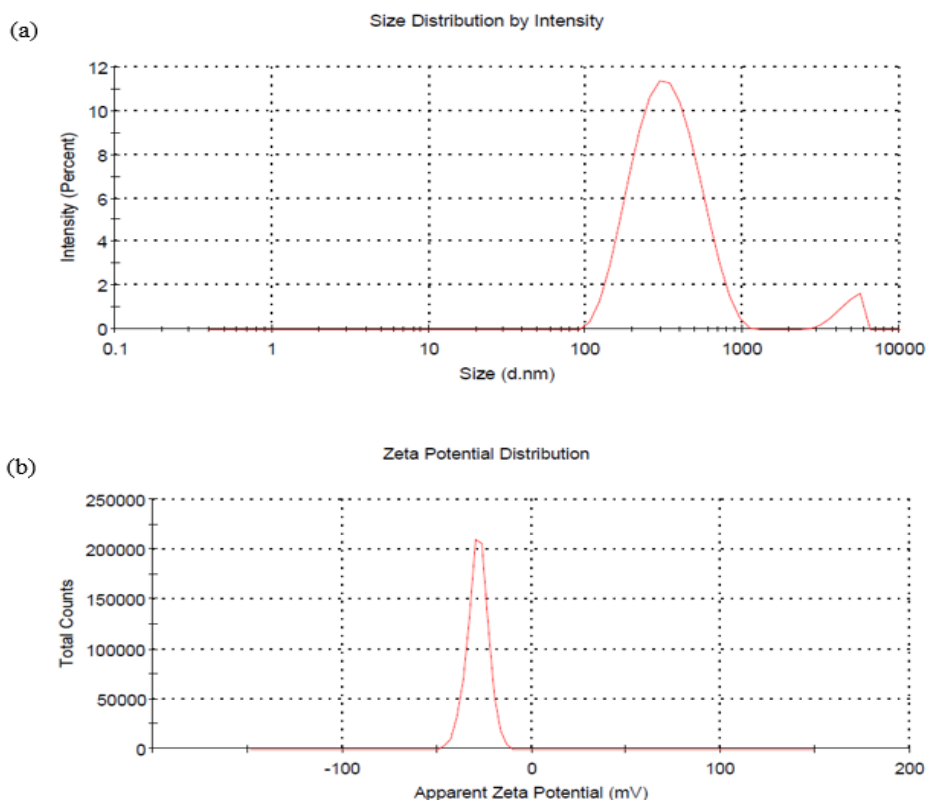 (a)
Size Distribution by Intensity
Intensity (Percent)
12
10
8
6
4
2
0
0.1 1 10 100 1000 10000
Size (d.nm)
(b)
Zeta Potential Distribution
Total Counts
250000
200000
150000
100000
50000
0
-100 0 100 200
Apparent Zeta Potential (mV)